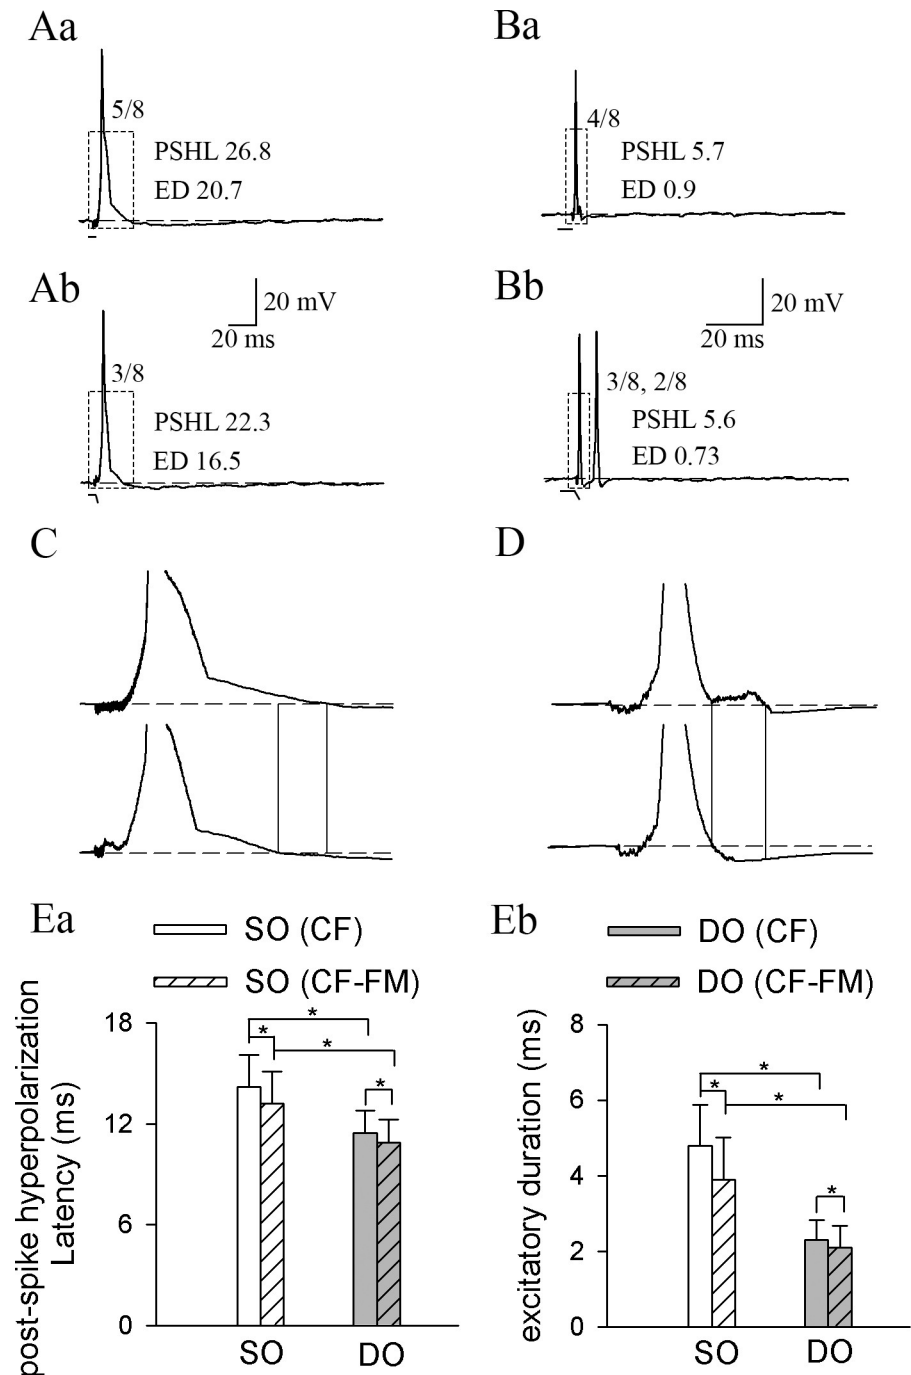 Aa
5/8
PSHL 26.8
ED 20.7
Ba
4/8
PSHL 5.7
ED 0.9
Ab
20 mV
20 ms
3/8
PSHL 22.3
ED 16.5
Bb
20 mV
20 ms
3/8, 2/8
PSHL 5.6
ED 0.73
C
D
Ea
SO (CF)
SO (CF-FM)
post-spike hyperpolarization
Latency (ms)
18
12
6
0
*
*
*
*
SO
DO
Eb
DO (CF)
DO (CF-FM)
excitatory duration (ms)
8
6
4
2
0
*
*
*
*
SO
DO